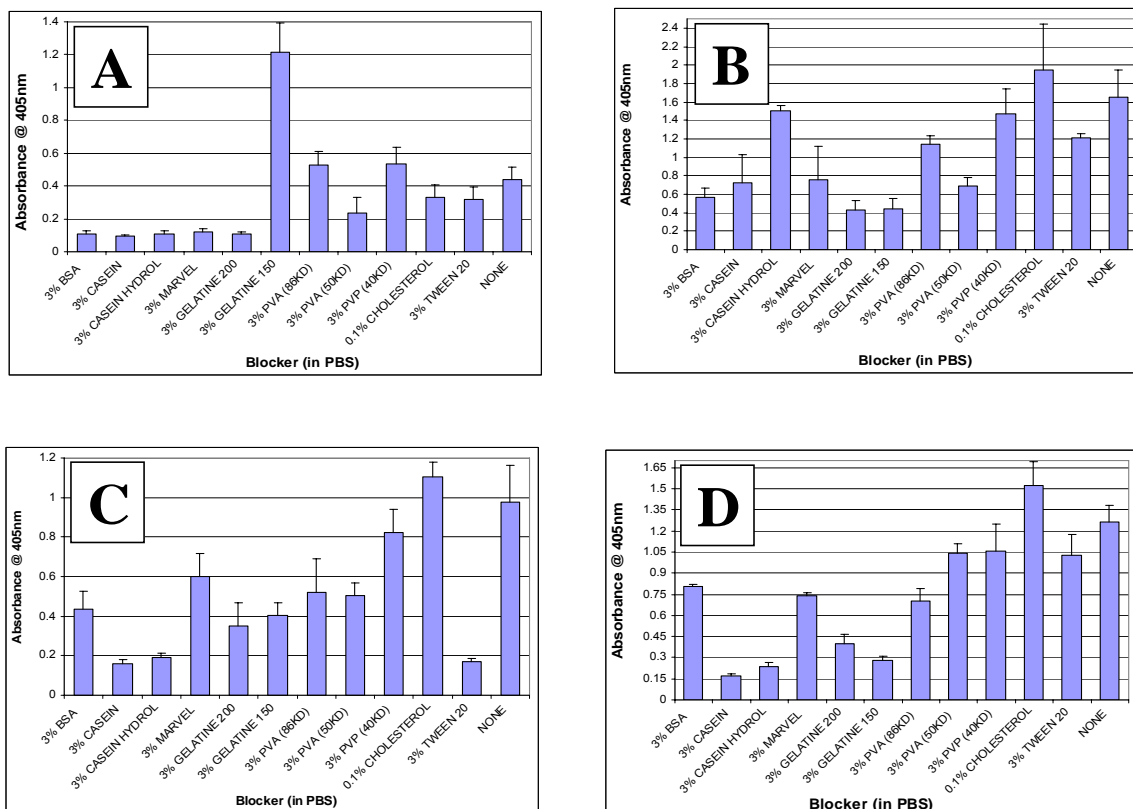 A
Absorbance @ 405nm
1.4
1.2
1
0.8
0.6
0.4
0.2
0
3% BSA
3% CASEIN
3% CASEIN HYDROL
3% MARVEL
3% GELATINE 200
3% GELATINE 150
3% PVA (86KD)
3% PVA (50KD)
3% PVP (40KD)
0.1% CHOLESTEROL
3% TWEEN 20
NONE
Blocker (in PBS)
B
Absorbance @ 405nm
2.4
2.2
2
1.8
1.6
1.4
1.2
1
0.8
0.6
0.4
0.2
0
3% BSA
3% CASEIN
3% CASEIN HYDROL
3% MARVEL
3% GELATINE 200
3% GELATINE 150
3% PVA (86KD)
3% PVA (50KD)
3% PVP (40KD)
0.1% CHOLESTEROL
3% TWEEN 20
NONE
Blocker (in PBS)
C
Absorbance @ 405nm
1.2
1
0.8
0.6
0.4
0.2
0
3% BSA
3% CASEIN
3% CASEIN HYDROL
3% MARVEL
3% GELATINE 200
3% GELATINE 150
3% PVA (86KD)
3% PVA (50KD)
3% PVP (40KD)
0.1% CHOLESTEROL
3% TWEEN 20
NONE
Blocker (in PBS)
D
Absorbance @ 405nm
1.65
1.5
1.35
1.2
1.05
0.9
0.75
0.6
0.45
0.3
0.15
0
3% BSA
3% CASEIN
3% CASEIN HYDROL
3% MARVEL
3% GELATINE 200
3% GELATINE 150
3% PVA (86KD)
3% PVA (50KD)
3% PVP (40KD)
0.1% CHOLESTEROL
3% TWEEN 20
NONE
Blocker (in PBS)